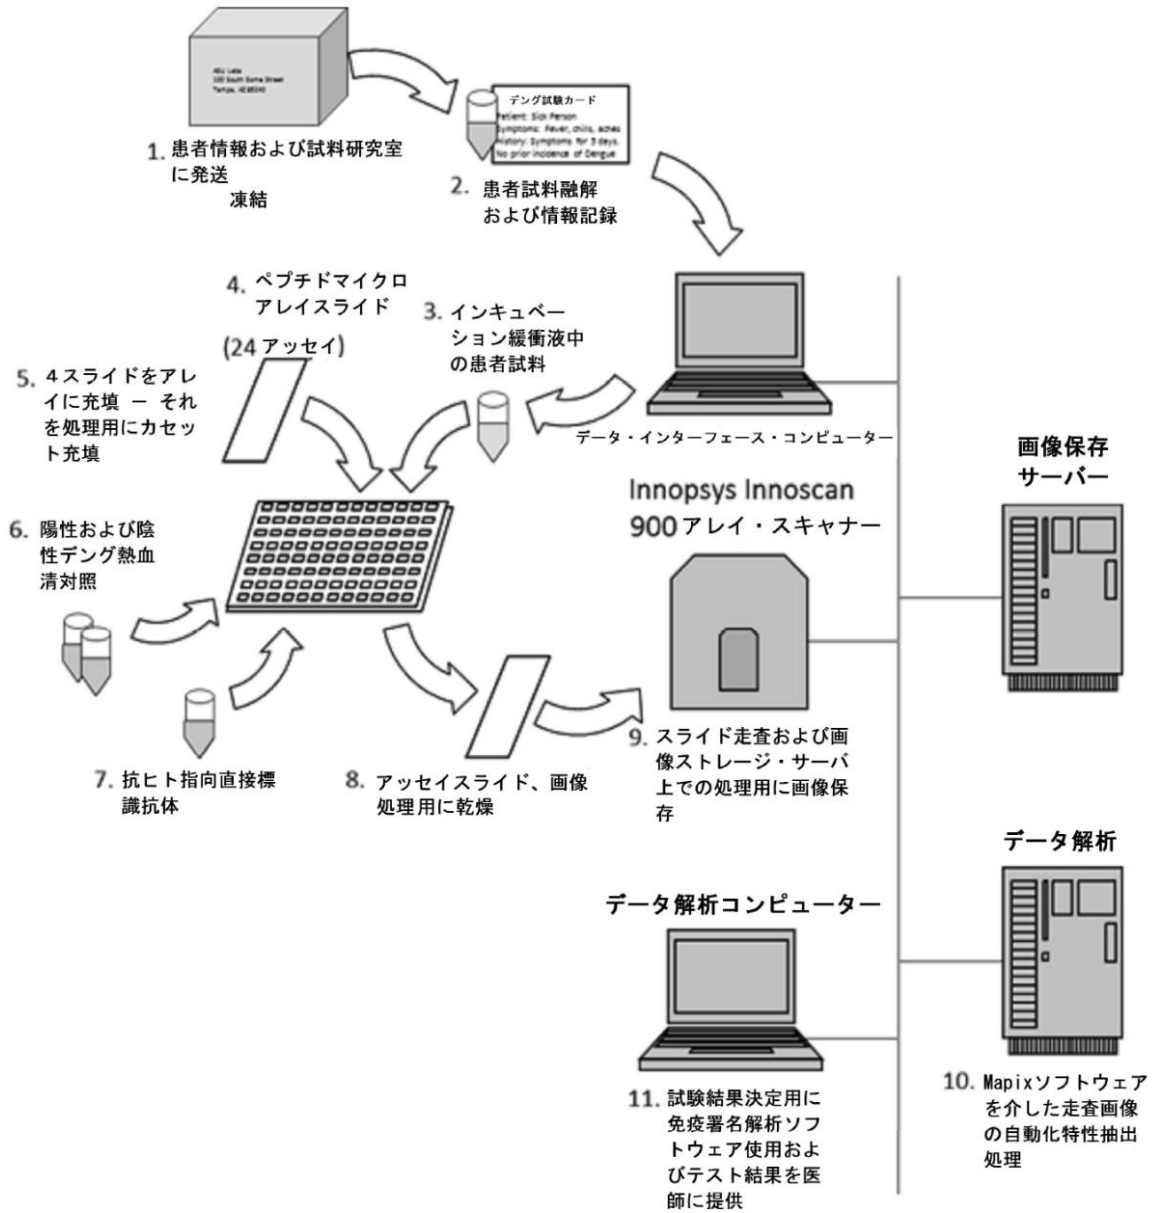 ASU Labs
100 South Some Street
Tempe, AZ 85240
デング試験カード
Patient: Sick Person
Symptoms: Fever, chills, aches
History: Symptoms for 3 days.
No prior incidence of Dengue
1. 患者情報および試料研究室
に発送
凍結
2. 患者試料融解
および情報記録
4. ペプチドマイクロ
アレイスライド
(24 アッセイ)
3. インキュベー
ション緩衝液中
の患者試料
5. 4スライドをアレ
イに充填 － それ
を処理用にカセッ
ト充填
データ・インターフェース・コンピューター
画像保存
サーバー
Innopsys Innoscan
900 アレイ・スキャナー
6. 陽性および陰
性デング熱血
清対照
7. 抗ヒト指向直接標
識抗体
8. アッセイスライド、画像
処理用に乾燥
9. スライド走査および画
像ストレージ・サーバ
上での処理用に画像保
存
データ解析
データ解析コンピューター
10. Mapixソフトウェア
を介した走査画像
の自動化特性抽出
処理
11. 試験結果決定用に
免疫署名解析ソフ
トウェア使用およ
びテスト結果を医
師に提供